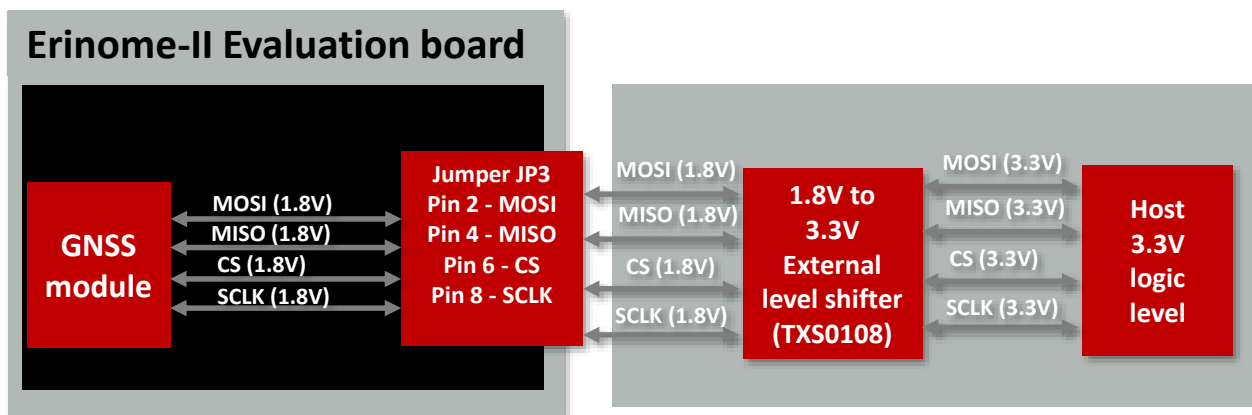 Erinome-II Evaluation board
GNSS
module
MOSI (1.8V)
MISO (1.8V)
CS (1.8V)
SCLK (1.8V)
Jumper JP3
Pin 2 - MOSI
Pin 4 - MISO
Pin 6 - CS
Pin 8 - SCLK
MOSI (1.8V)
MISO (1.8V)
CS (1.8V)
SCLK (1.8V)
1.8V to
3.3V
External
level shifter
(TXS0108)
MOSI (3.3V)
MISO (3.3V)
CS (3.3V)
SCLK (3.3V)
Host
3.3V
logic
level